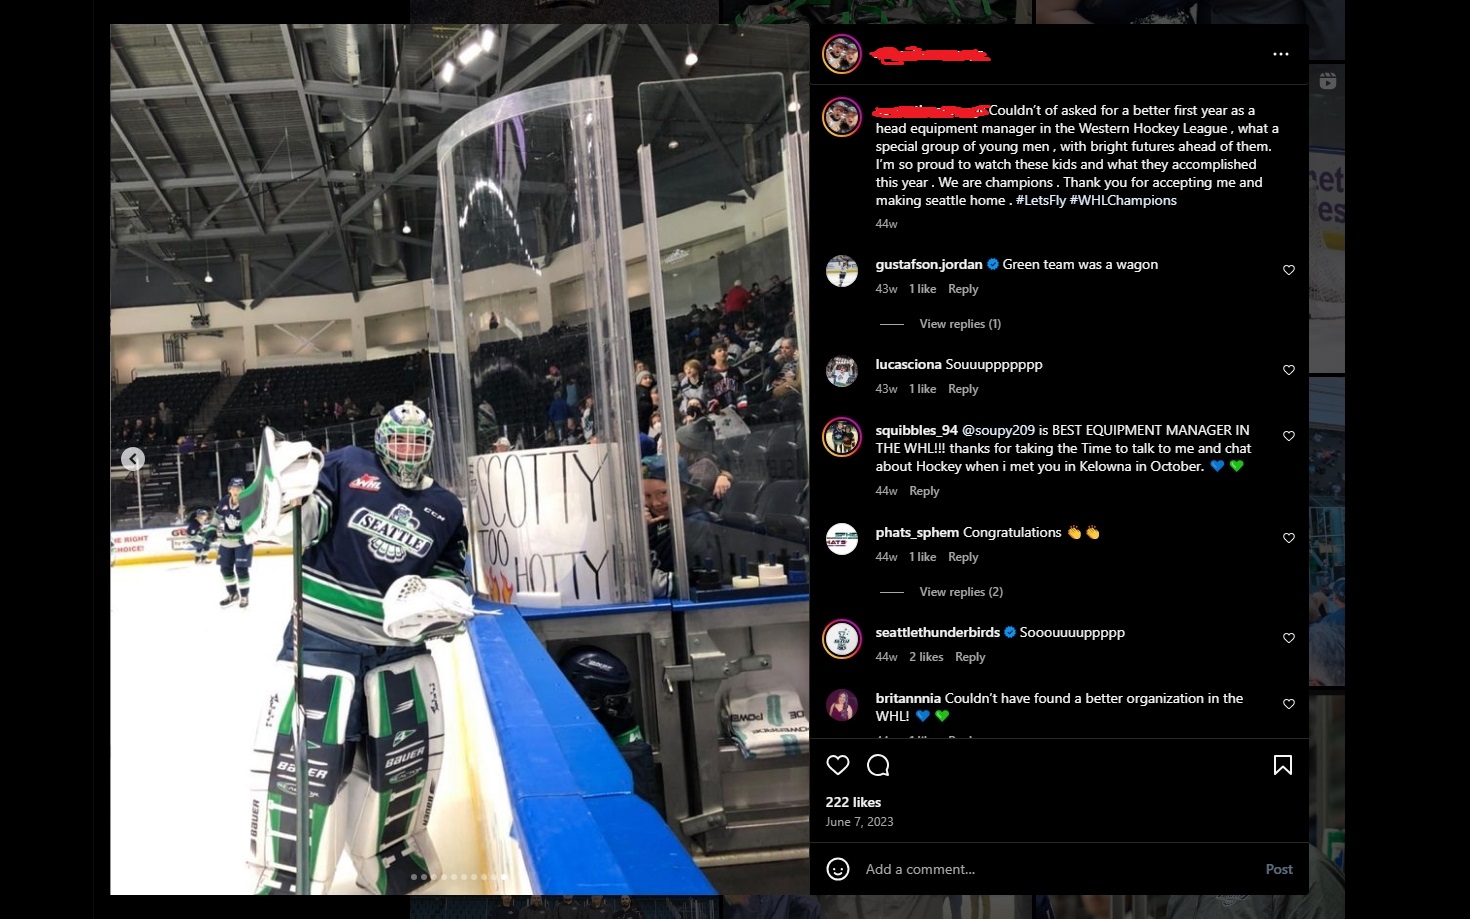 Couldn't of asked for a better first year as a
head equipment manager in the Western Hockey League , what a
special group of young men , with bright futures ahead of them.
I'm so proud to watch these kids and what they accomplished
this year . We are champions . Thank you for accepting me and
making seattle home . #LetsFly #WHLChampions
44w
gustafson.jordan Green team was a wagon
43w 1 like Reply
View replies (1)
lucasciona Souuuppppppp
43w 1 like Reply
squibbles_94 @soupy209 is BEST EQUIPMENT MANAGER IN
THE WHL!!! thanks for taking the Time to talk to me and chat
about Hockey when i met you in Kelowna in October. 💙 💚
44w Reply
phats_sphem Congratulations 👏 👏
44w 1 like Reply
View replies (2)
seattlethunderbirds Sooouuuuppppp
44w 2 likes Reply
britannnia Couldn't have found a better organization in the
WHL! 💙 💚
222 likes
June 7, 2023
Add a comment...
Post
SCOTTY
TOO
HOTTY
WHL
CCM
SEATTLE
BAUER
BAUER
BAUER
HE RIGHT
CHOICE!
110